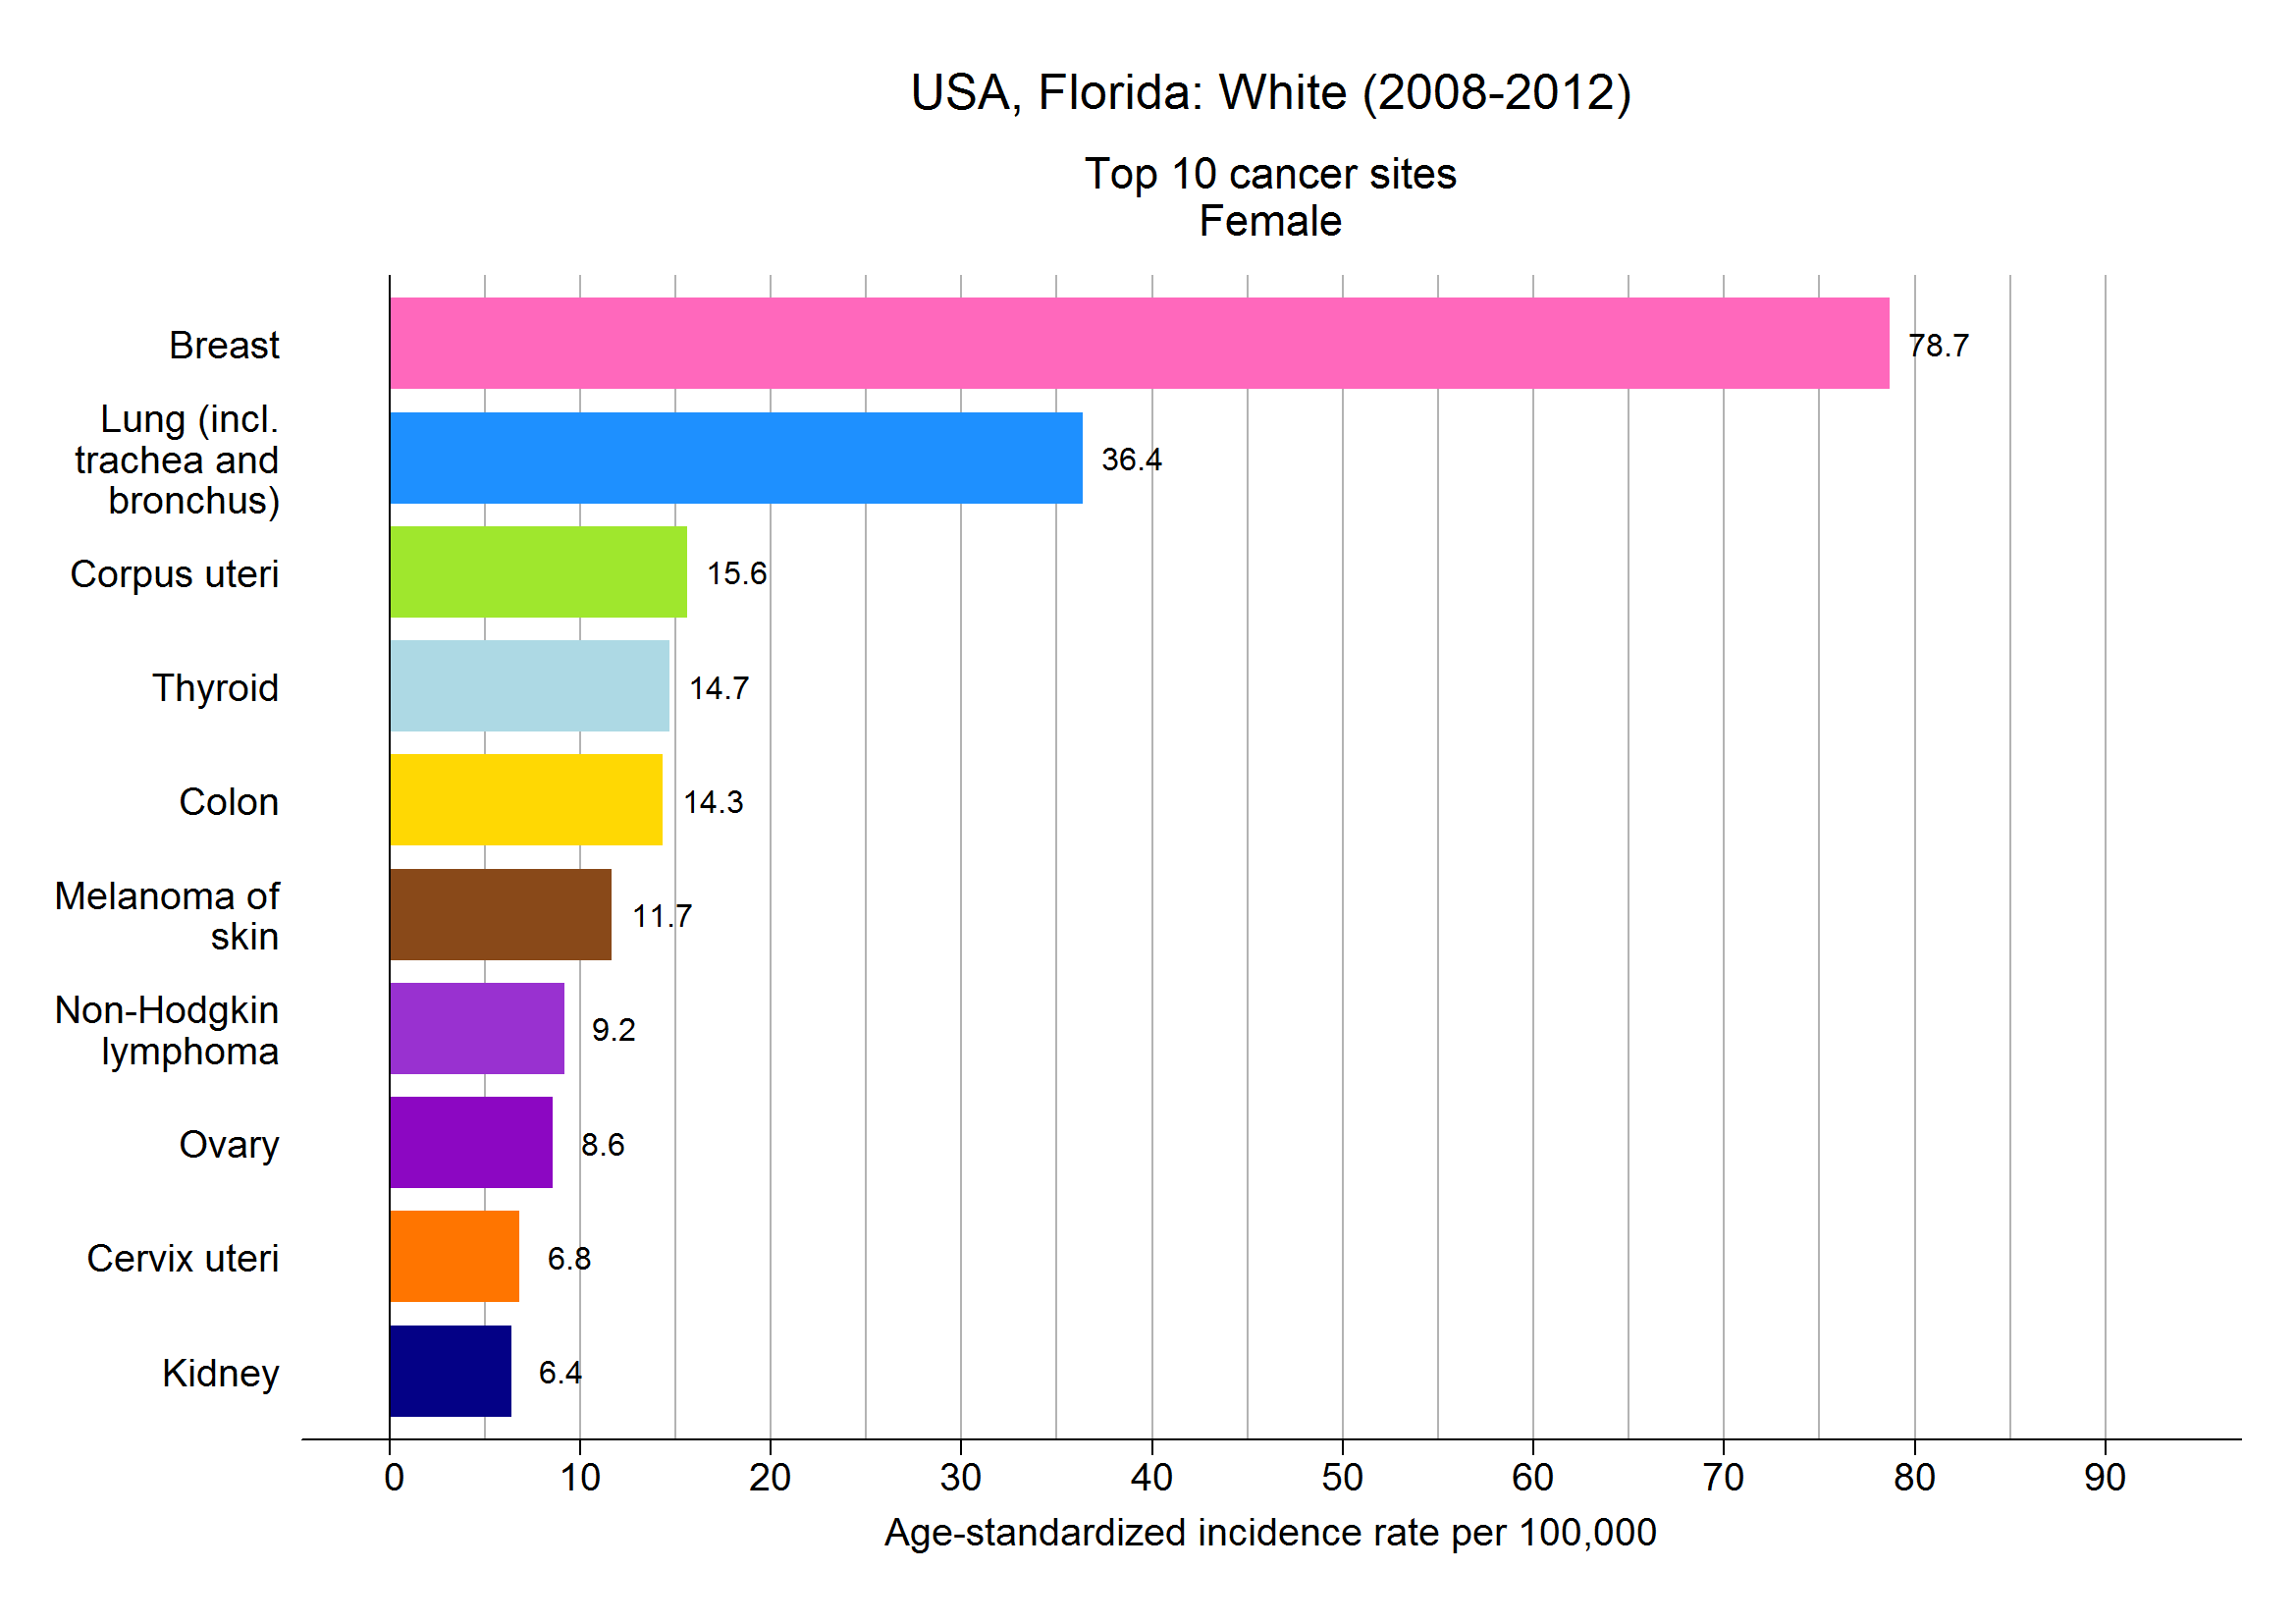 USA, Florida: White (2008-2012)
Top 10 cancer sites
Female
Breast
78.7
Lung (incl.
trachea and
bronchus)
36.4
Corpus uteri
15.6
Thyroid
14.7
Colon
14.3
Melanoma of
skin
11.7
Non-Hodgkin
lymphoma
9.2
Ovary
8.6
Cervix uteri
6.8
Kidney
6.4
0 10 20 30 40 50 60 70 80 90
Age-standardized incidence rate per 100,000